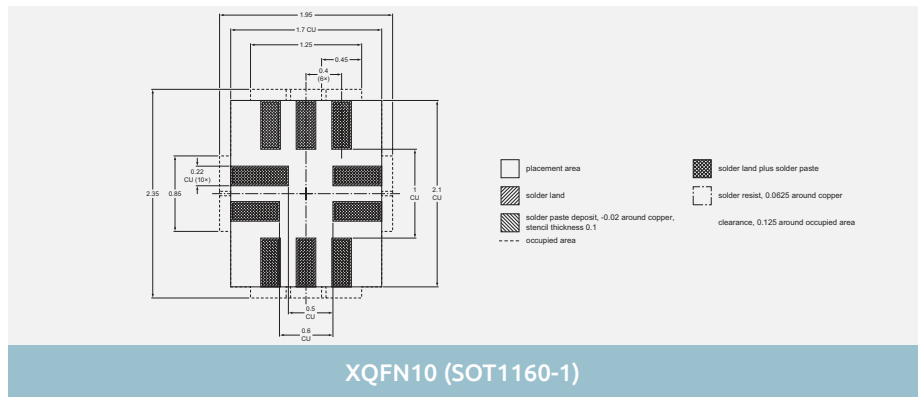 1.95
1.7 CU
1.25
0.45
0.4
(6×)
0.22
CU (10×)
2.35
0.85
1
CU
2.1
CU
0.5
CU
0.6
CU
placement area
solder land
solder paste deposit, -0.02 around copper,
stencil thickness 0.1
occupied area
solder land plus solder paste
solder resist, 0.0625 around copper
clearance, 0.125 around occupied area
XQFN10 (SOT1160-1)